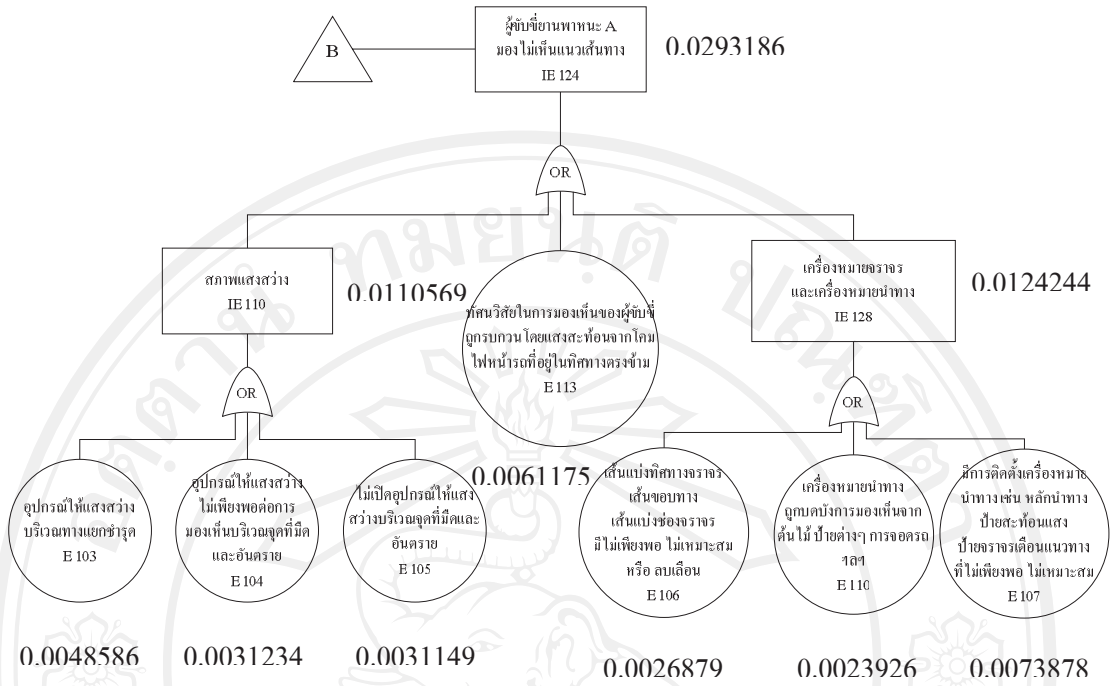 ผู้ขับขี่ยานพาหนะ A
มองไม่เห็นแนวเส้นทาง
IE 124
0.0293186
B
OR
สภาพแสงสว่าง
IE 110
0.0110569
ทัศนวิสัยในการมองเห็นของผู้ขับขี่
ถูกรบกวนโดยแสงสะท้อนจากโคม
ไฟหน้ารถที่อยู่ในทิศทางตรงข้าม
E 113
0.0061175
เครื่องหมายจราจร
และเครื่องหมายนำทาง
IE 128
0.0124244
OR
OR
อุปกรณ์ให้แสงสว่าง
บริเวณทางแยกชำรุด
E 103
อุปกรณ์ให้แสงสว่าง
ไม่เพียงพอต่อการ
มองเห็นบริเวณจุดที่มืด
และอันตราย
E 104
ไม่เปิดอุปกรณ์ให้แสง
สว่างบริเวณจุดที่มืดและ
อันตราย
E 105
เส้นแบ่งทิศทางจราจร
เส้นขอบทาง
เส้นแบ่งช่องจราจร
มีไม่เพียงพอ ไม่เหมาะสม
หรือ ลบเลือน
E 106
เครื่องหมายนำทาง
ถูกบดบังการมองเห็นจาก
ต้นไม้ ป้ายต่างๆ การจอดรถ
ฯลฯ
E 110
มีการติดตั้งเครื่องหมาย
นำทาง เช่น หลักนำทาง
ป้ายสะท้อนแสง
ป้ายจราจรเตือนแนวทาง
ที่ไม่เพียงพอ ไม่เหมาะสม
E 107
0.0048586
0.0031234
0.0031149
0.0026879
0.0023926
0.0073878